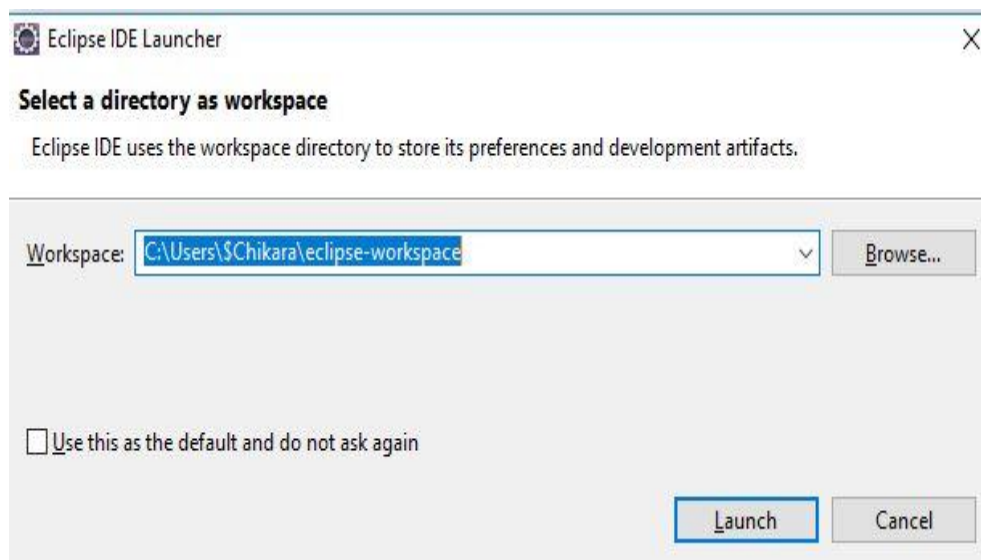 Eclipse IDE Launcher
Select a directory as workspace
Eclipse IDE uses the workspace directory to store its preferences and development artifacts.
Workspace: C:\Users\$Chikara\eclipse-workspace Browse...
Use this as the default and do not ask again
Launch Cancel